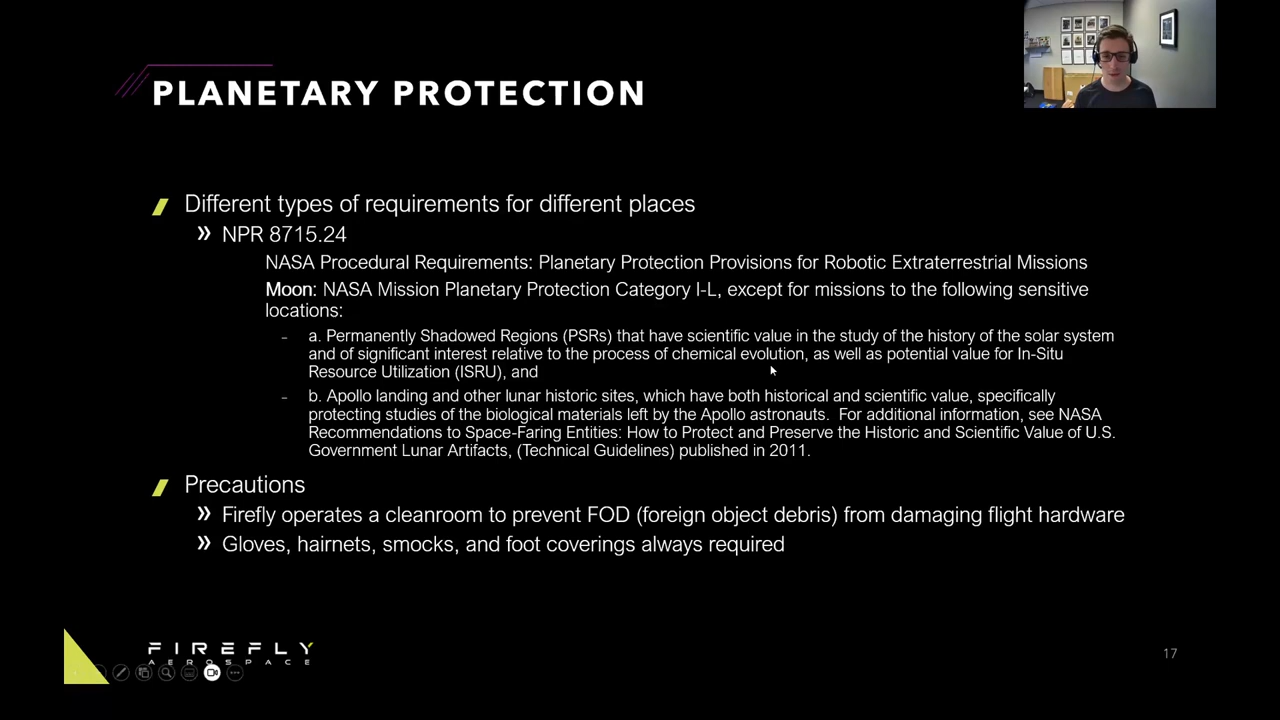 PLANETARY PROTECTION
Different types of requirements for different places
» NPR 8715.24
NASA Procedural Requirements: Planetary Protection Provisions for Robotic Extraterrestrial Missions
Moon: NASA Mission Planetary Protection Category I-L, except for missions to the following sensitive
locations:
- a. Permanently Shadowed Regions (PSRs) that have scientific value in the study of the history of the solar system
and of significant interest relative to the process of chemical evolution, as well as potential value for In-Situ
Resource Utilization (ISRU), and
- b. Apollo landing and other lunar historic sites, which have both historical and scientific value, specifically
protecting studies of the biological materials left by the Apollo astronauts. For additional information, see NASA
Recommendations to Space-Faring Entities: How to Protect and Preserve the Historic and Scientific Value of U.S.
Government Lunar Artifacts, (Technical Guidelines) published in 2011.
Precautions
» Firefly operates a cleanroom to prevent FOD (foreign object debris) from damaging flight hardware
» Gloves, hairnets, smocks, and foot coverings always required
FIREFLY
AEROSPACE
17